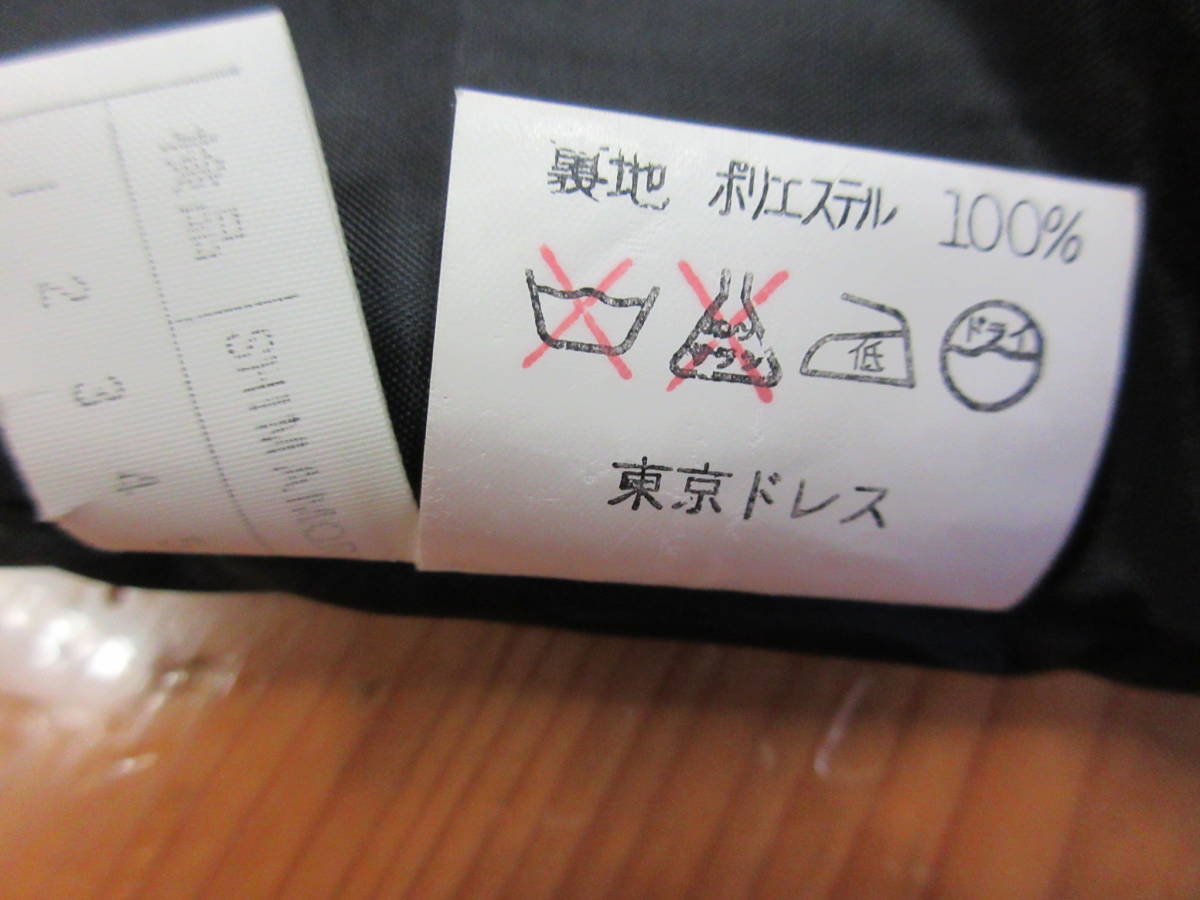 裏地 ポリエステル 100%
低 ドライ
東京ドレス
検品
1 2 3 4